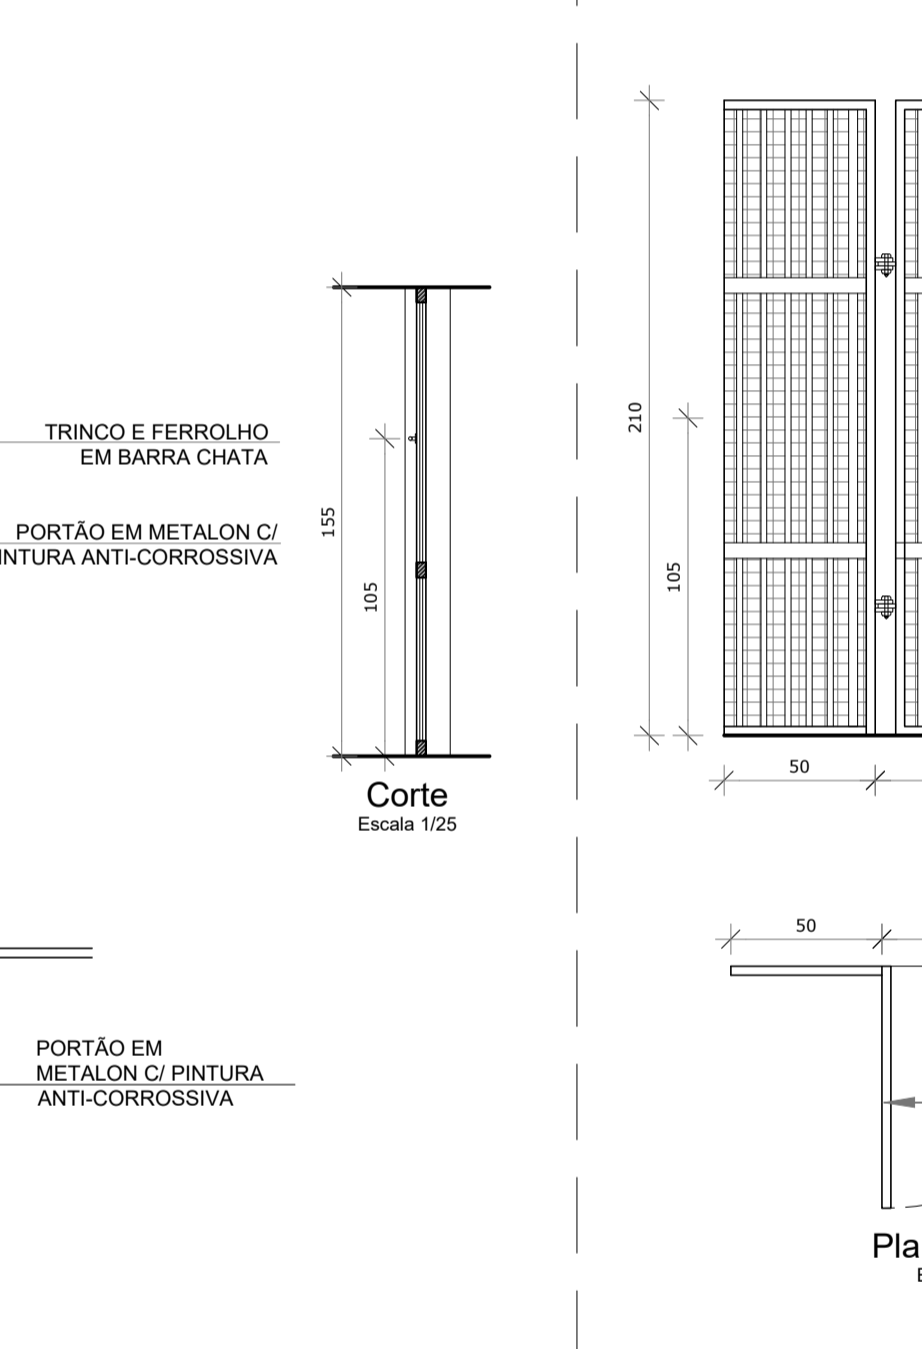 TRINCO E FERROLHO
EM BARRA CHATA
PORTÃO EM METALON C/
INTURA ANTI-CORROSSIVA
155
105
Corte
Escala 1/25
PORTÃO EM
METALON C/ PINTURA
ANTI-CORROSSIVA
210
105
50
50
Pla